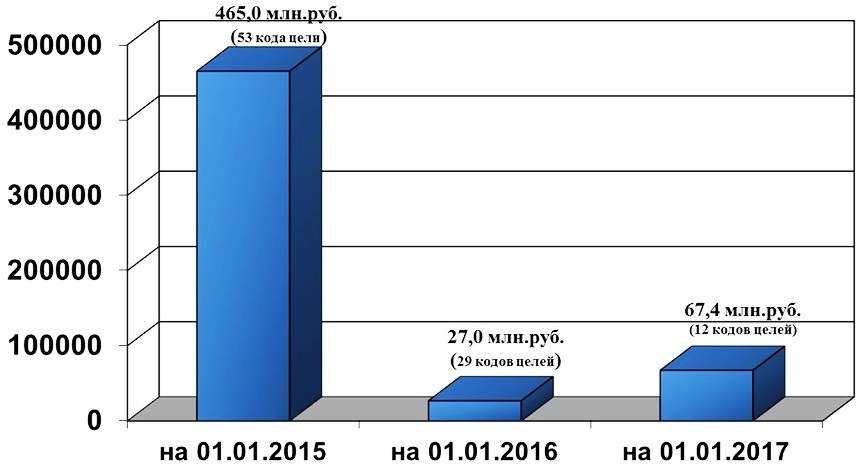 465,0 млн.руб.
(53 кода цели)
500000
400000
300000
200000
100000
0
27,0 млн.руб.
(29 кодов целей)
67,4 млн.руб.
(12 кодов целей)
на 01.01.2015
на 01.01.2016
на 01.01.2017